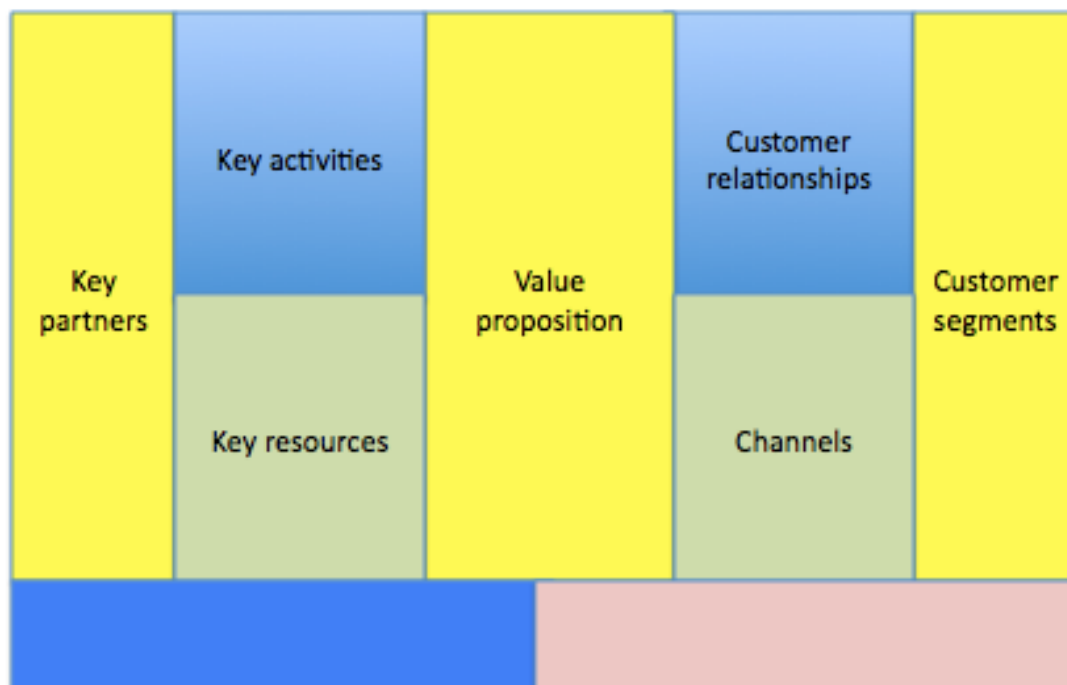 Key
partners
Key activities
Key resources
Value
proposition
Customer
relationships
Channels
Customer
segments